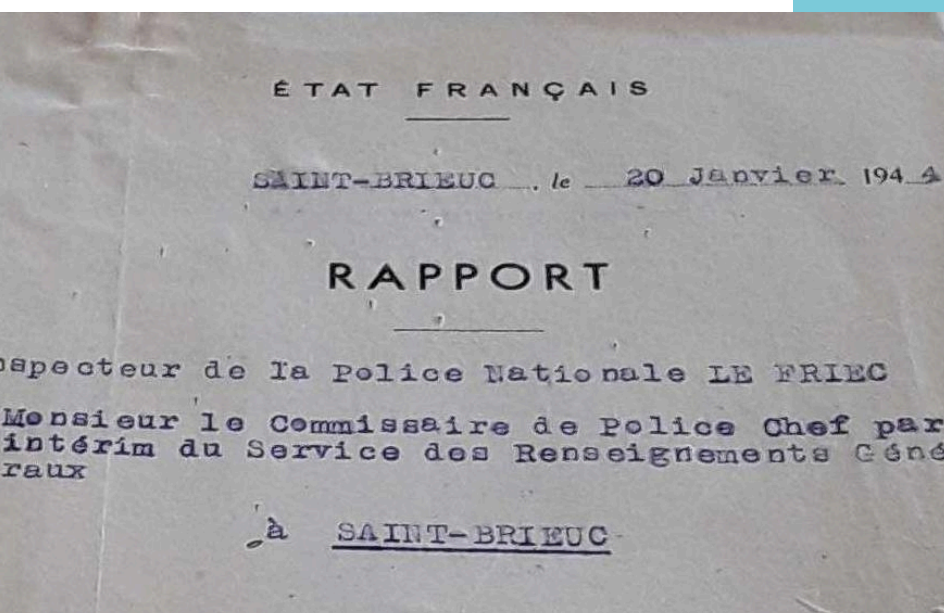 ÉTAT FRANÇAIS
SAINT-BRIEUC, le 20 Janvier 1944
RAPPORT
nspecteur de la Police Nationale LE FRIEC
Monsieur le Commissaire de Police Chef par
intérim du Service des Renseignements Géné
raux
à SAINT-BRIEUC